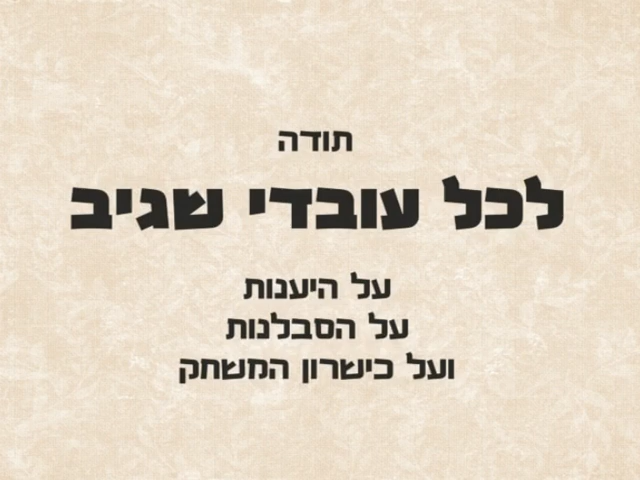 תודה
לכל עובדי שגיב
על היענות
על הסבלנות
ועל כישרון המשחק